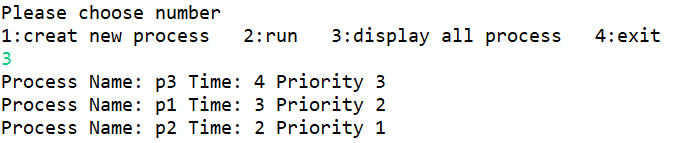 Please choose number
1:creat new process   2:run   3:display all process   4:exit
3
Process Name: p3 Time: 4 Priority 3
Process Name: p1 Time: 3 Priority 2
Process Name: p2 Time: 2 Priority 1